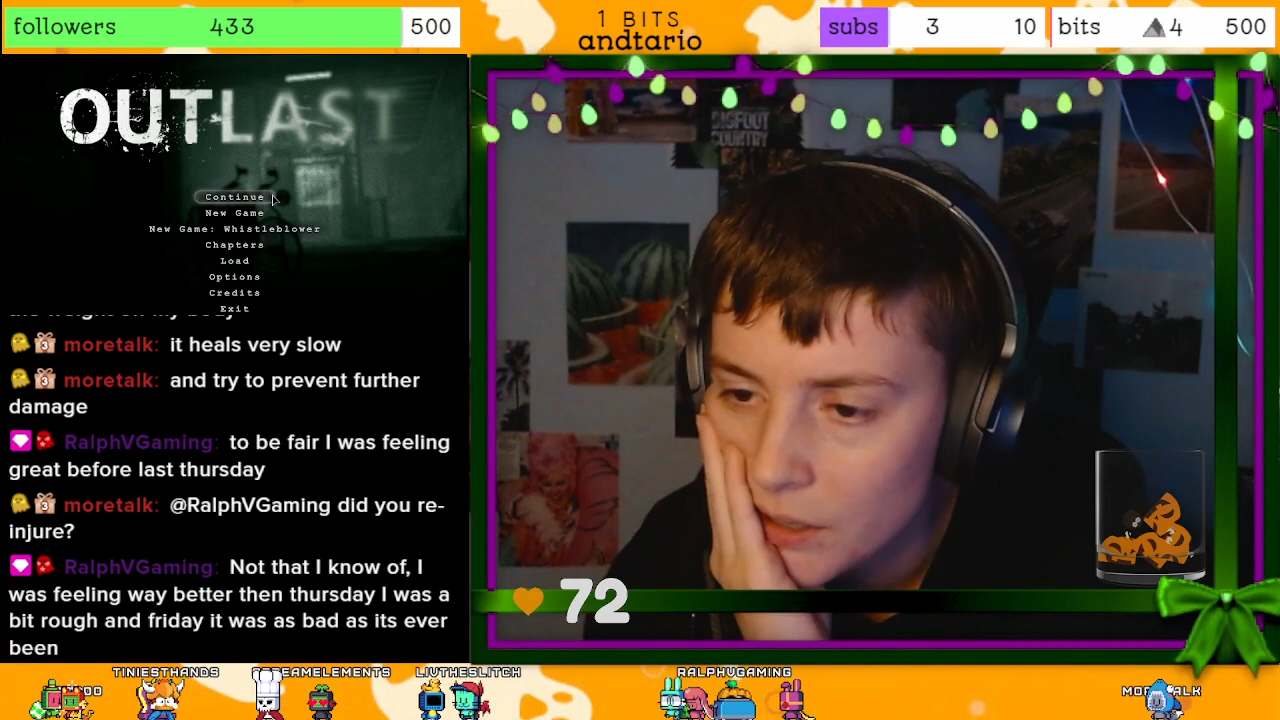 followers 433 500
1 BITS
andtario
subs 3 10
bits 4 500
OUTLAST
Continue
New Game
New Game: Whistleblower
Chapters
Load
Options
Credits
Exit
BIGFOOT
COUNTRY
moretalk: it heals very slow
moretalk: and try to prevent further
damage
RalphVGaming: to be fair I was feeling
great before last thursday
moretalk: @RalphVGaming did you re-
injure?
RalphVGaming: Not that I know of, I
was feeling way better then thursday I was a
bit rough and friday it was as bad as its ever
been
72
TINIESTHANDS
LIVTHESLITCH
RALPHVGAMING